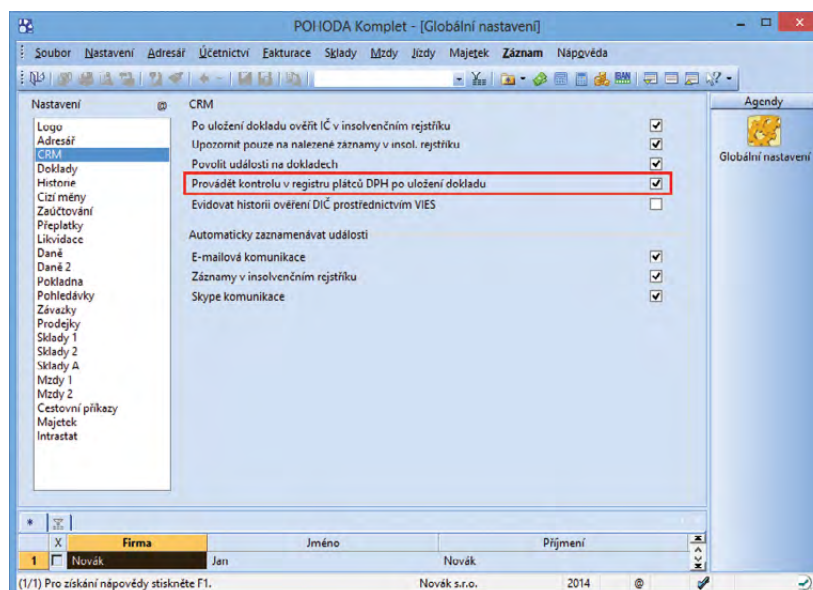 POHODA Komplet - [Globální nastavení]
Soubor Nastavení Adresář Účetnictví Fakturace Sklady Mzdy Jízdy Majetek Záznam Nápověda
Nastavení
CRM
Agendy
Logo
Adresář
CRM
Doklady
Historie
Cizí měny
Zaúčtování
Přeplatky
Likvidace
Daně
Daně 2
Pokladna
Pohledávky
Závazky
Prodejky
Sklady 1
Sklady 2
Sklady A
Mzdy 1
Mzdy 2
Cestovní příkazy
Majetek
Intrastat
Po uložení dokladu ověřit IČ v insolvenčním rejstříku
Upozornit pouze na nalezené záznamy v insol. rejstříku
Povolit události na dokladech
Provádět kontrolu v registru plátců DPH po uložení dokladu
Evidovat historii ověření DIČ prostřednictvím VIES
Automaticky zaznamenávat události
E-mailová komunikace
Záznamy v insolvenčním rejstříku
Skype komunikace
Globální nastavení
* 
X Firma Jméno Příjmení
1 Novák Jan Novák
(1/1) Pro získání nápovědy stiskněte F1. Novák s.r.o. 2014 @